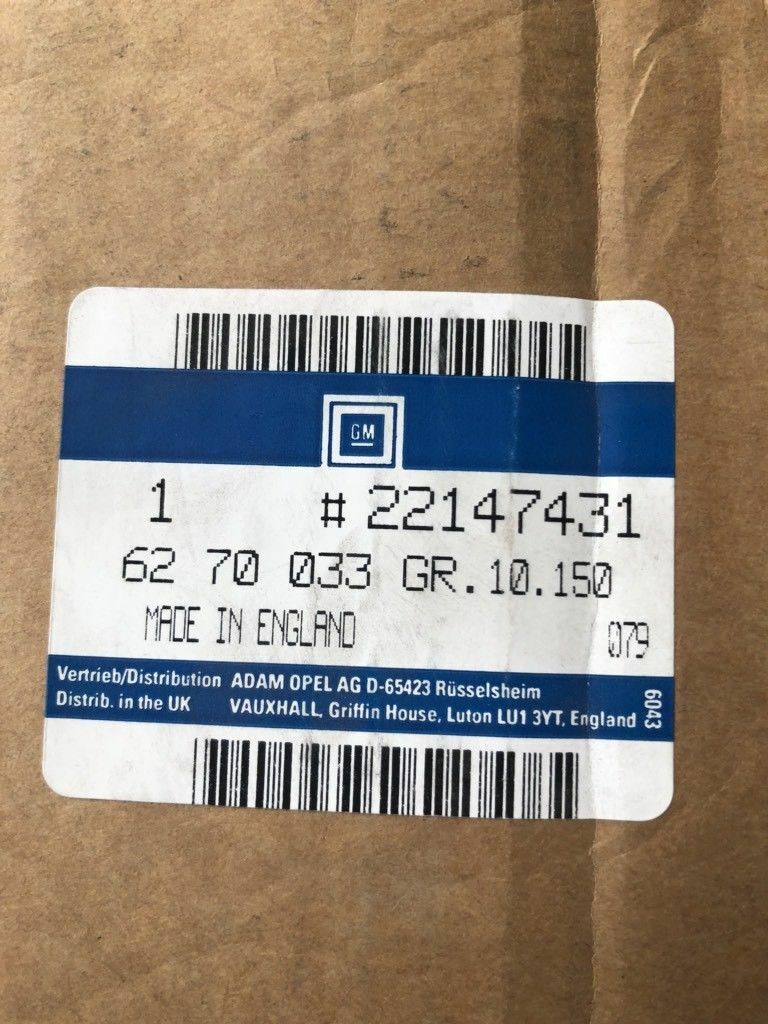 GM
1 # 22147431
62 70 033 GR. 10.150
MADE IN ENGLAND 079
Vertrieb/Distribution ADAM OPEL AG D-65423 Rüsselsheim
Distrib. in the UK VAUXHALL, Griffin House, Luton LU1 3YT, England
6043